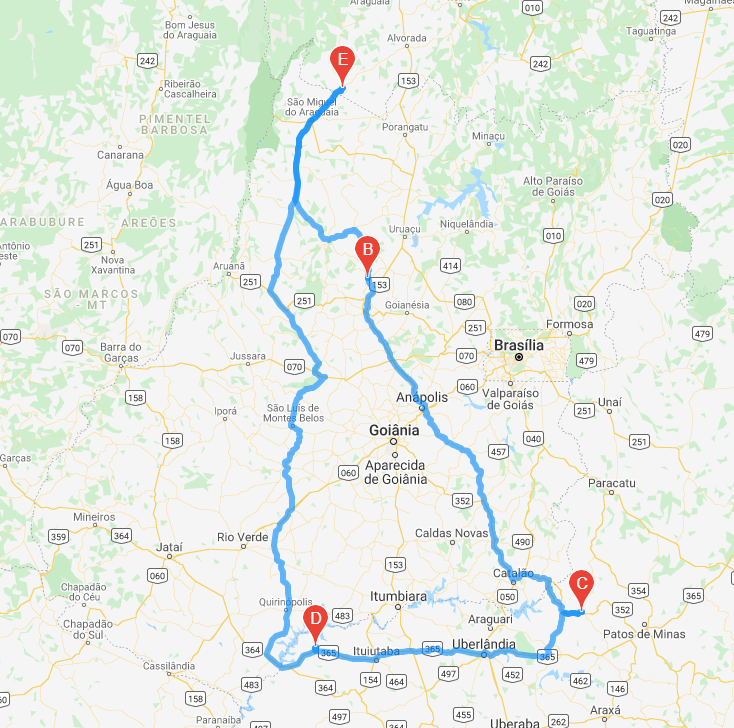 Bom Jesus
do Araguaia
010
242
Magalhães
Taguatinga
Alvorada
242
242
242
Ribeirão
Cascalheira
E
153
São Miguel
do Araguaia
PIMENTEL
BARBOSA
Porangatu
Minaçu
020
Canarana
Água Boa
Alto Paraíso
de Goiás
020
ARABUBURE
AREÕES
Uruaçu
Niquelândia
010
251
B
Antônio
este
Nova
Xavantina
Aruanã
251
414
SÃO MARCOS
MT
153
251
Goianésia
080
020
251
Formosa
479
070
070
Barra do
Garças
Jussara
070
070
Brasília
479
158
Anápolis
060
Valparaíso
de Goiás
Unaí
251
251
Iporá
São Luís de
Montes Belos
158
Goiânia
040
Garças
457
060
Aparecida
de Goiânia
Paracatu
352
Mineiros
359
364
Rio Verde
Caldas Novas
490
Jataí
060
153
Catalão
C
Chapadão
do Céu
050
354
365
Quirinópolis
Itumbiara
352
D
483
Araguari
Patos de Minas
Chapadão
do Sul
364
365
Ituiutaba
365
Uberlândia
365
Cassilândia
483
364
154
464
497
452
462
146
158
Paranaíba
497
497
455
464
Uberaba
Araxá
262